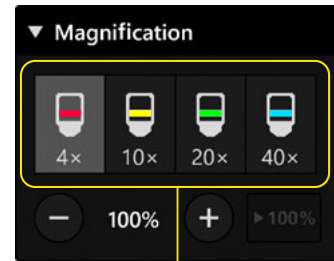 ▼ Magnification
4× 10× 20× 40×
− 100% + ▶100%